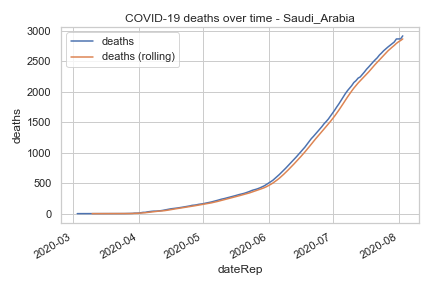 COVID-19 deaths over time - Saudi_Arabia
deaths
deaths (rolling)
3000
2500
2000
1500
1000
500
0
deaths
2020-03
2020-04
2020-05
2020-06
2020-07
2020-08
dateRep